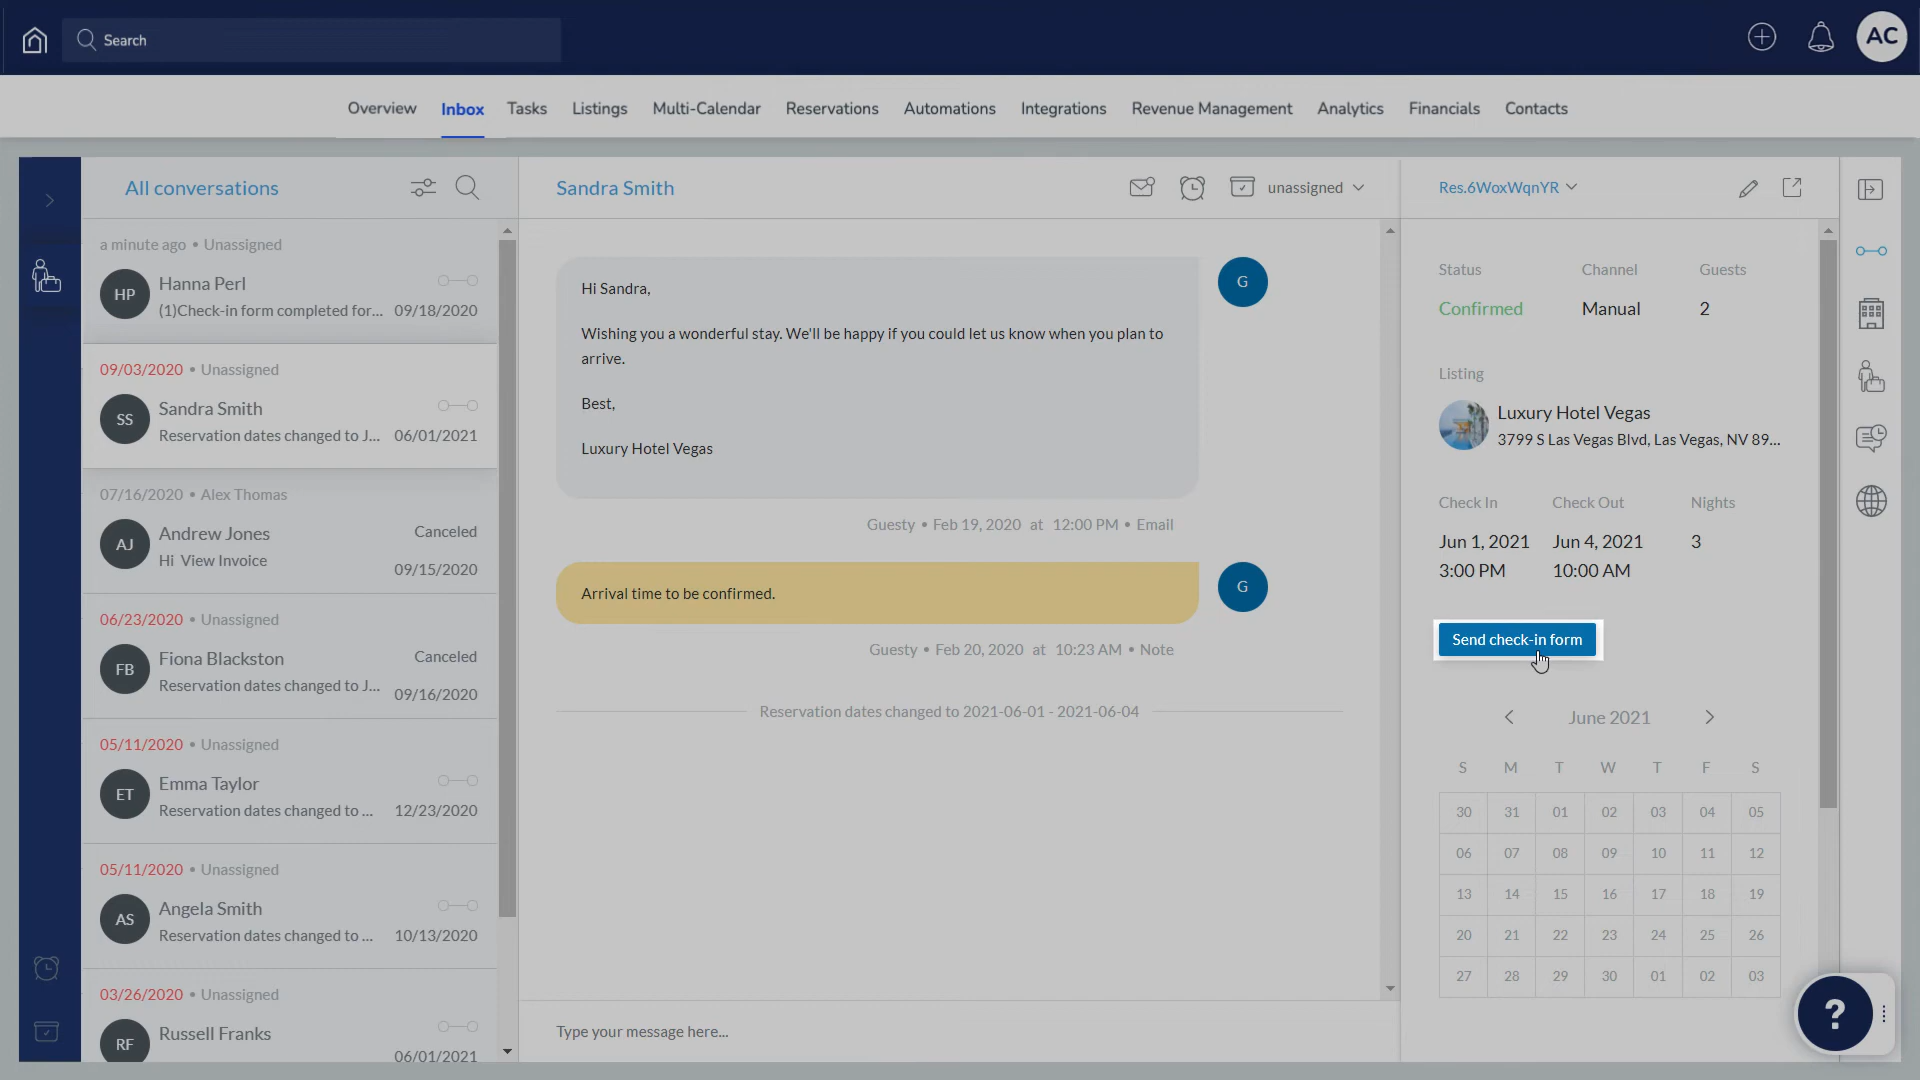 Search
AC
Overview
Inbox
Tasks
Listings
Multi-Calendar
Reservations
Automations
Integrations
Revenue Management
Analytics
Financials
Contacts
All conversations
a minute ago • Unassigned
HP
Hanna Perl
(1)Check-in form completed for...
09/18/2020
09/03/2020 • Unassigned
SS
Sandra Smith
Reservation dates changed to J...
06/01/2021
07/16/2020 • Alex Thomas
AJ
Andrew Jones
Canceled
Hi View Invoice
09/15/2020
06/23/2020 • Unassigned
FB
Fiona Blackston
Canceled
Reservation dates changed to J...
09/16/2020
05/11/2020 • Unassigned
ET
Emma Taylor
Reservation dates changed to ...
12/23/2020
05/11/2020 • Unassigned
AS
Angela Smith
Reservation dates changed to ...
10/13/2020
03/26/2020 • Unassigned
RF
Russell Franks
06/01/2021
Sandra Smith
unassigned
Hi Sandra,
Wishing you a wonderful stay. We'll be happy if you could let us know when you plan to
arrive.
Best,
Luxury Hotel Vegas
G
Guesty • Feb 19, 2020 at 12:00 PM • Email
Arrival time to be confirmed.
G
Guesty • Feb 20, 2020 at 10:23 AM • Note
Reservation dates changed to 2021-06-01 - 2021-06-04
Type your message here...
Res.6WoxWqnYR
Status Channel Guests
Confirmed Manual 2
Listing
Luxury Hotel Vegas
3799 S Las Vegas Blvd, Las Vegas, NV 89...
Check In Check Out Nights
Jun 1, 2021 Jun 4, 2021 3
3:00 PM 10:00 AM
Send check-in form
June 2021
S M T W T F S
30 31 01 02 03 04 05
06 07 08 09 10 11 12
13 14 15 16 17 18 19
20 21 22 23 24 25 26
27 28 29 30 01 02 03
?